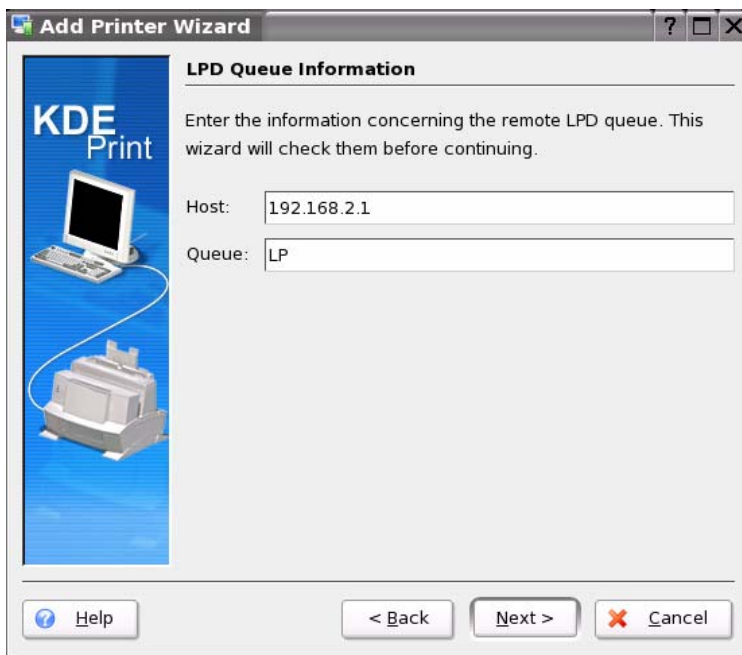 Add Printer Wizard
?
KDE
Print
LPD Queue Information
Enter the information concerning the remote LPD queue. This
wizard will check them before continuing.
Host: 192.168.2.1
Queue: LP
Help
< Back
Next >
Cancel